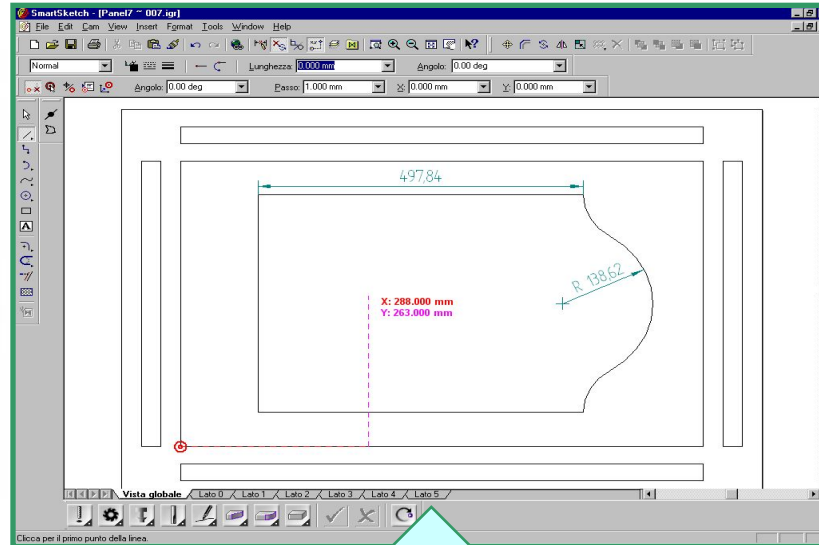 SmartSketch - [Panel7 ~ 007.igr]
File Edit Cam View Insert Format Tools Window Help
Normal Lunghezza: 0.000 mm Angolo: 0.00 deg
Angolo: 0.00 deg Passo: 1.000 mm X: 0.000 mm Y: 0.000 mm
A
497,84
R 138,62
X: 288.000 mm
Y: 263.000 mm
Vista globale Lato 0 Lato 1 Lato 2 Lato 3 Lato 4 Lato 5
Clicca per il primo punto della linea.